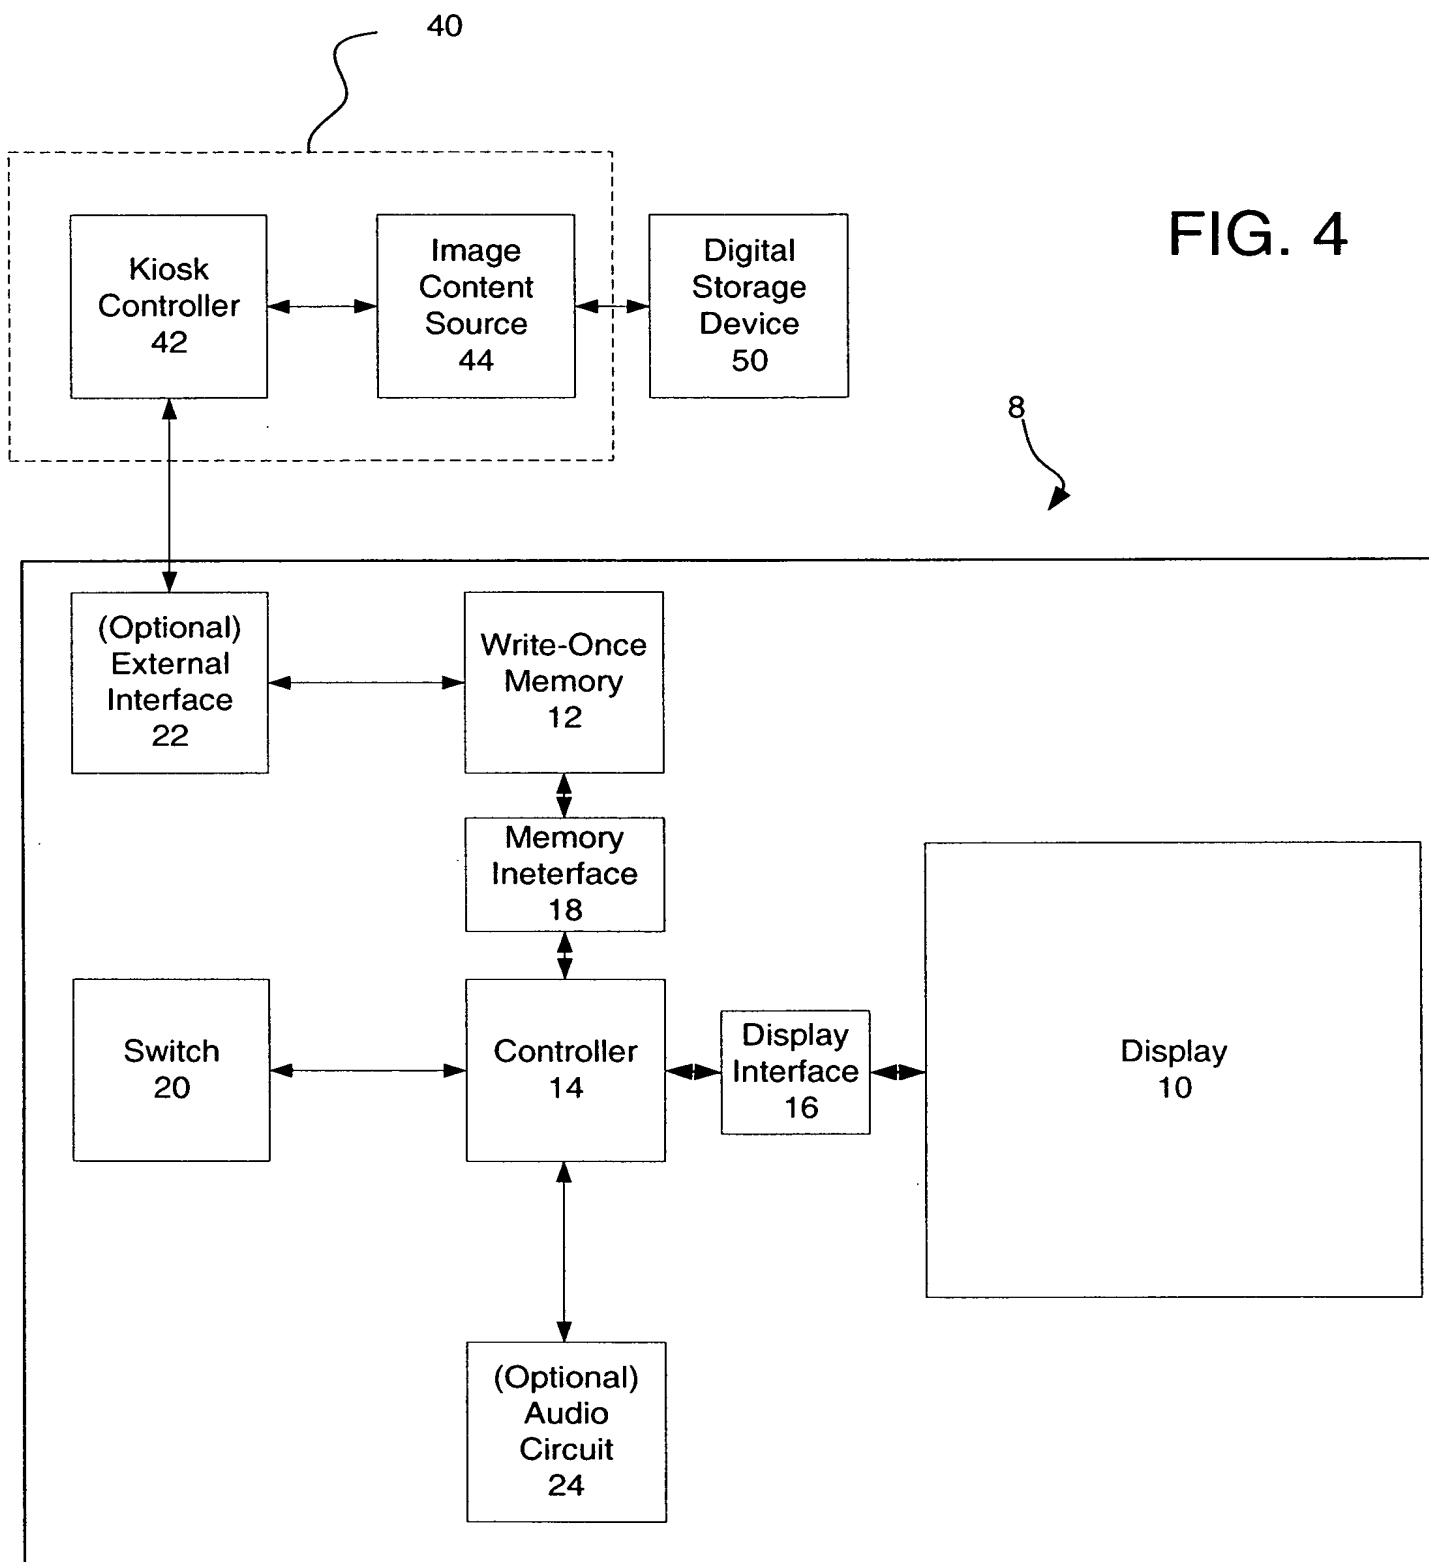 40
FIG. 4
Kiosk
Controller
42
Image
Content
Source
44
Digital
Storage
Device
50
8
(Optional)
External
Interface
22
Write-Once
Memory
12
Memory
Ineterface
18
Switch
20
Controller
14
Display
Interface
16
Display
10
(Optional)
Audio
Circuit
24